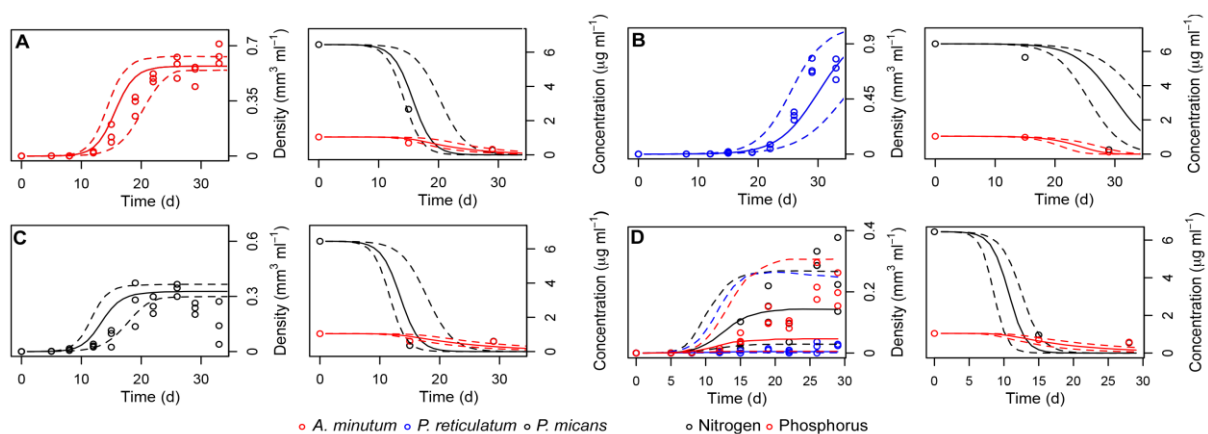 A
0 10 20 30
Time (d)
0 0.35 0.7
Density (mm³ ml⁻¹)
0 10 20 30
Time (d)
0 2 4 6
Concentration (µg ml⁻¹)
B
0 10 20 30
Time (d)
0 0.45 0.9
Density (mm³ ml⁻¹)
0 10 20 30
Time (d)
0 2 4 6
Concentration (µg ml⁻¹)
C
0 10 20 30
Time (d)
0 0.3 0.6
Density (mm³ ml⁻¹)
0 10 20 30
Time (d)
0 2 4 6
Concentration (µg ml⁻¹)
D
0 5 10 15 20 25 30
Time (d)
0 0.2 0.4
Density (mm³ ml⁻¹)
0 5 10 15 20 25 30
Time (d)
0 2 4 6
Concentration (µg ml⁻¹)
A. minutum P. reticulatum P. micans Nitrogen Phosphorus